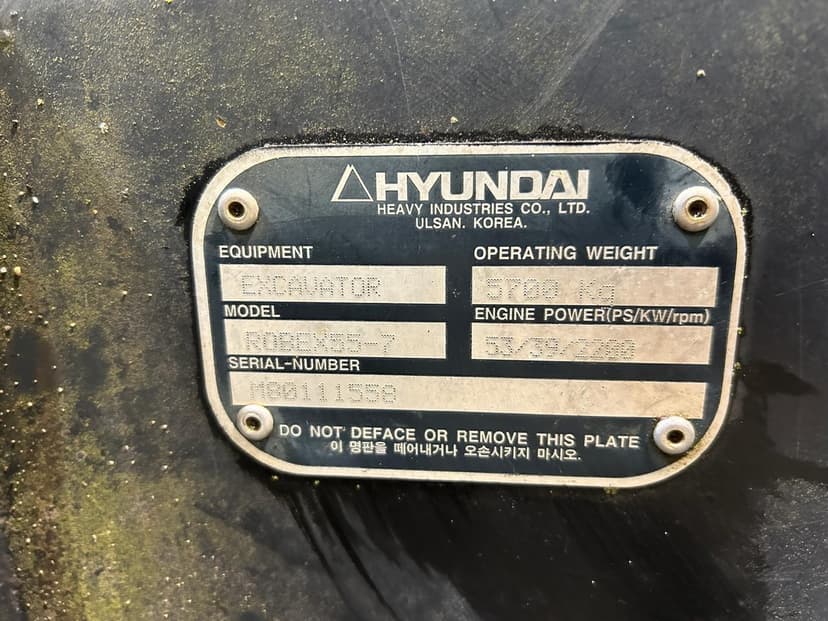 HYUNDAI
HEAVY INDUSTRIES CO., LTD.
ULSAN. KOREA.
EQUIPMENT
OPERATING WEIGHT
EXCAVATOR
5700 Kg
MODEL
ENGINE POWER(PS/KW/rpm)
ROBEX55-7
53/39/2200
SERIAL-NUMBER
M80111558
DO NOT DEFACE OR REMOVE THIS PLATE
이 명판을 떼어내거나 오손시키지 마시오.